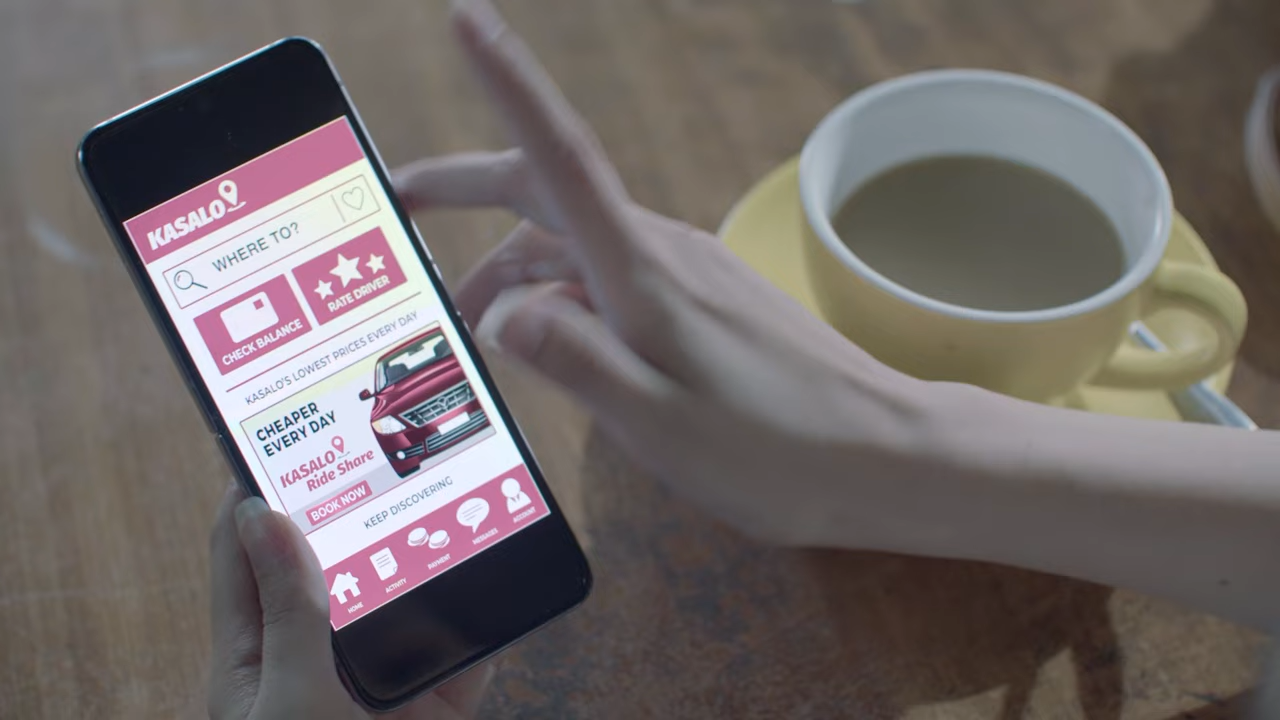 KASALO
WHERE TO?
CHECK BALANCE
RATE DRIVER
KASALO'S LOWEST PRICES EVERY DAY
CHEAPER
EVERY DAY
KASALO
Ride Share
BOOK NOW
KEEP DISCOVERING
HOME
ACTIVITY
PAYMENT
MESSAGES
ACCOUNT